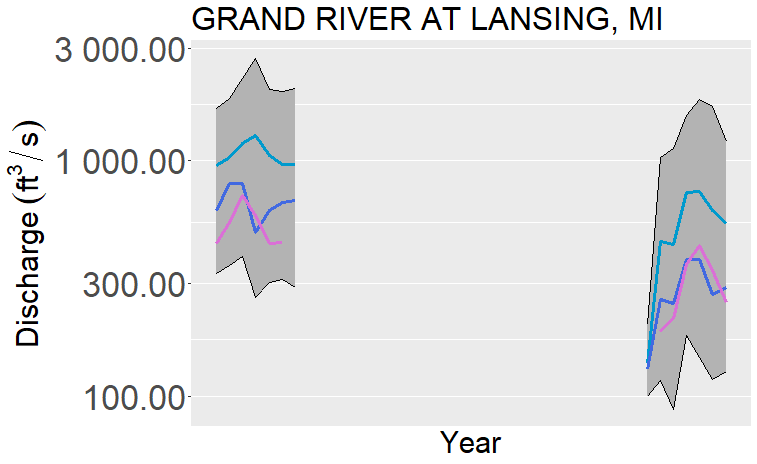 GRAND RIVER AT LANSING, MI
Discharge (ft³/s)
3 000.00
1 000.00
300.00
100.00
Year